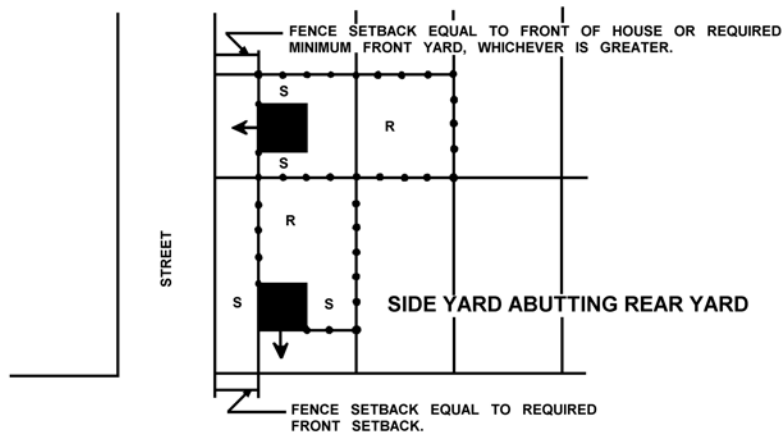 FENCE SETBACK EQUAL TO FRONT OF HOUSE OR REQUIRED
MINIMUM FRONT YARD, WHICHEVER IS GREATER.
S
R
S
R
STREET
S
S
SIDE YARD ABUTTING REAR YARD
FENCE SETBACK EQUAL TO REQUIRED
FRONT SETBACK.